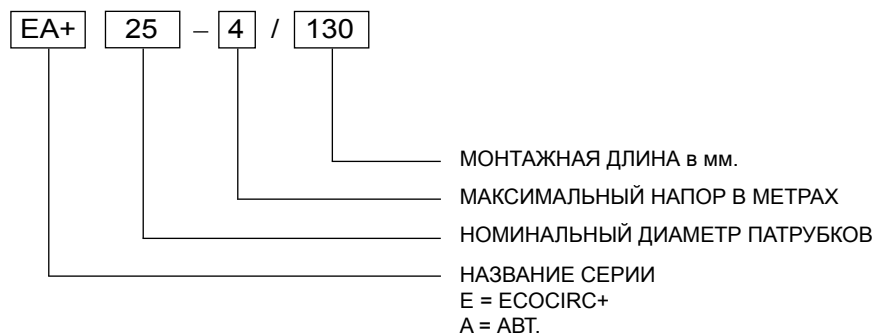 EA+ 25 – 4 / 130
МОНТАЖНАЯ ДЛИНА в мм.
МАКСИМАЛЬНЫЙ НАПОР В МЕТРАХ
НОМИНАЛЬНЫЙ ДИАМЕТР ПАТРУБКОВ
НАЗВАНИЕ СЕРИИ
E = ECOCIRC+
A = АВТ.